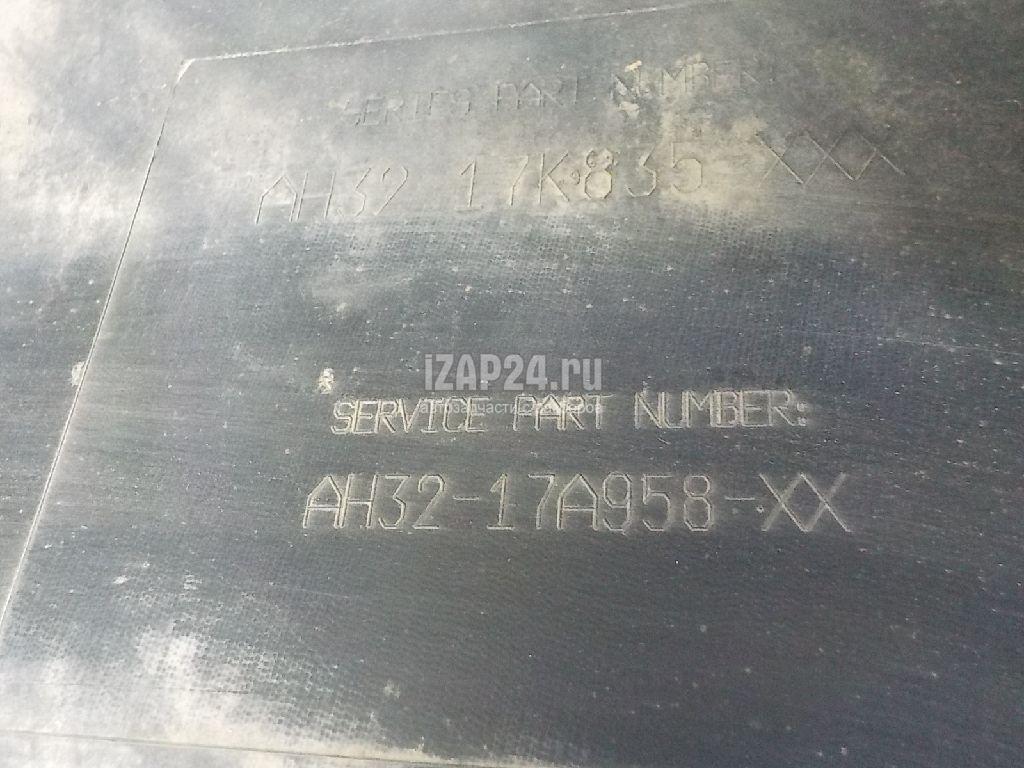 SERIES PART NUMBER:
AH32 17K835 XXX
iZAP24.ru
SERVICE PART NUMBER:
AH32-17A958-XX